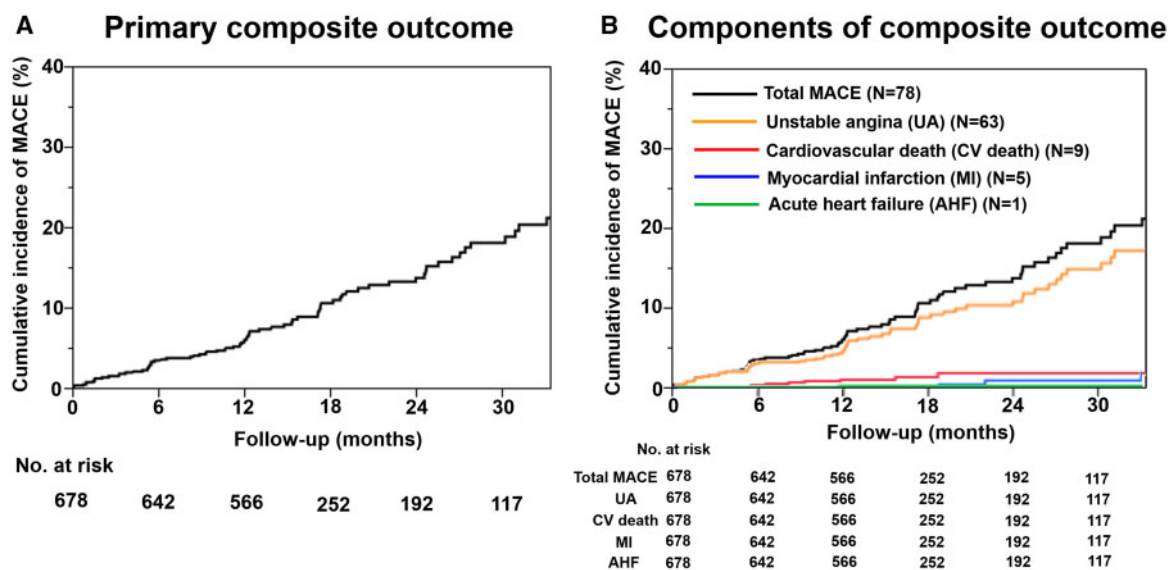 A Primary composite outcome
Cumulative incidence of MACE (%)
40
30
20
10
0
0 6 12 18 24 30
Follow-up (months)
No. at risk
678 642 566 252 192 117
B Components of composite outcome
Cumulative incidence of MACE (%)
40
30
20
10
0
Total MACE (N=78)
Unstable angina (UA) (N=63)
Cardiovascular death (CV death) (N=9)
Myocardial infarction (MI) (N=5)
Acute heart failure (AHF) (N=1)
0 6 12 18 24 30
Follow-up (months)
No. at risk
Total MACE 678 642 566 252 192 117
UA 678 642 566 252 192 117
CV death 678 642 566 252 192 117
MI 678 642 566 252 192 117
AHF 678 642 566 252 192 117